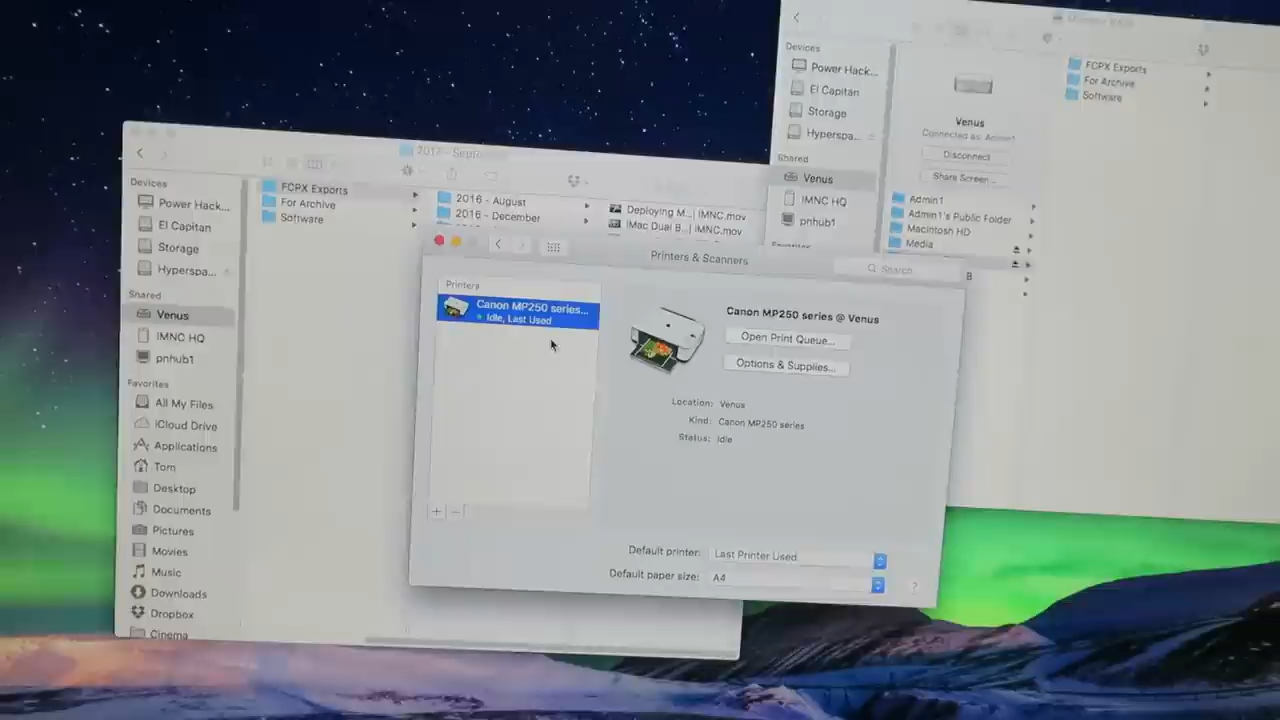 Devices
Power Hack...
El Capitan
Storage
Hyperspa...
Shared
Venus
IMNC HQ
pnhub1
Venus
Connected as: Admin1
Disconnect
Share Screen...
Admin1
Admin1's Public Folder
Macintosh HD
Media
FCPX Exports
For Archive
Software
Devices
Power Hack...
El Capitan
Storage
Hyperspa...
Shared
Venus
IMNC HQ
pnhub1
Favorites
All My Files
iCloud Drive
Applications
Tom
Desktop
Documents
Pictures
Movies
Music
Downloads
Dropbox
Cinema
FCPX Exports
For Archive
Software
2016 - August
2016 - December
Deploying M...| IMNC.mov
iMac Dual B...| IMNC.mov
Printers & Scanners
Search
Printers
Canon MP250 series...
Idle, Last Used
Canon MP250 series @ Venus
Open Print Queue...
Options & Supplies...
Location: Venus
Kind: Canon MP250 series
Status: Idle
+ −
Default printer: Last Printer Used
Default paper size: A4
?